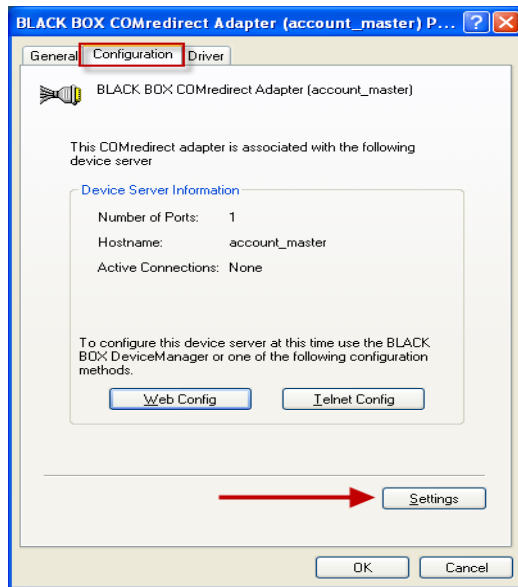 BLACK BOX COMredirect Adapter (account_master) P...
General Configuration Driver
BLACK BOX COMredirect Adapter (account_master)
This COMredirect adapter is associated with the following
device server
Device Server Information
Number of Ports: 1
Hostname: account_master
Active Connections: None
To configure this device server at this time use the BLACK
BOX DeviceManager or one of the following configuration
methods.
Web Config Telnet Config
Settings
OK Cancel